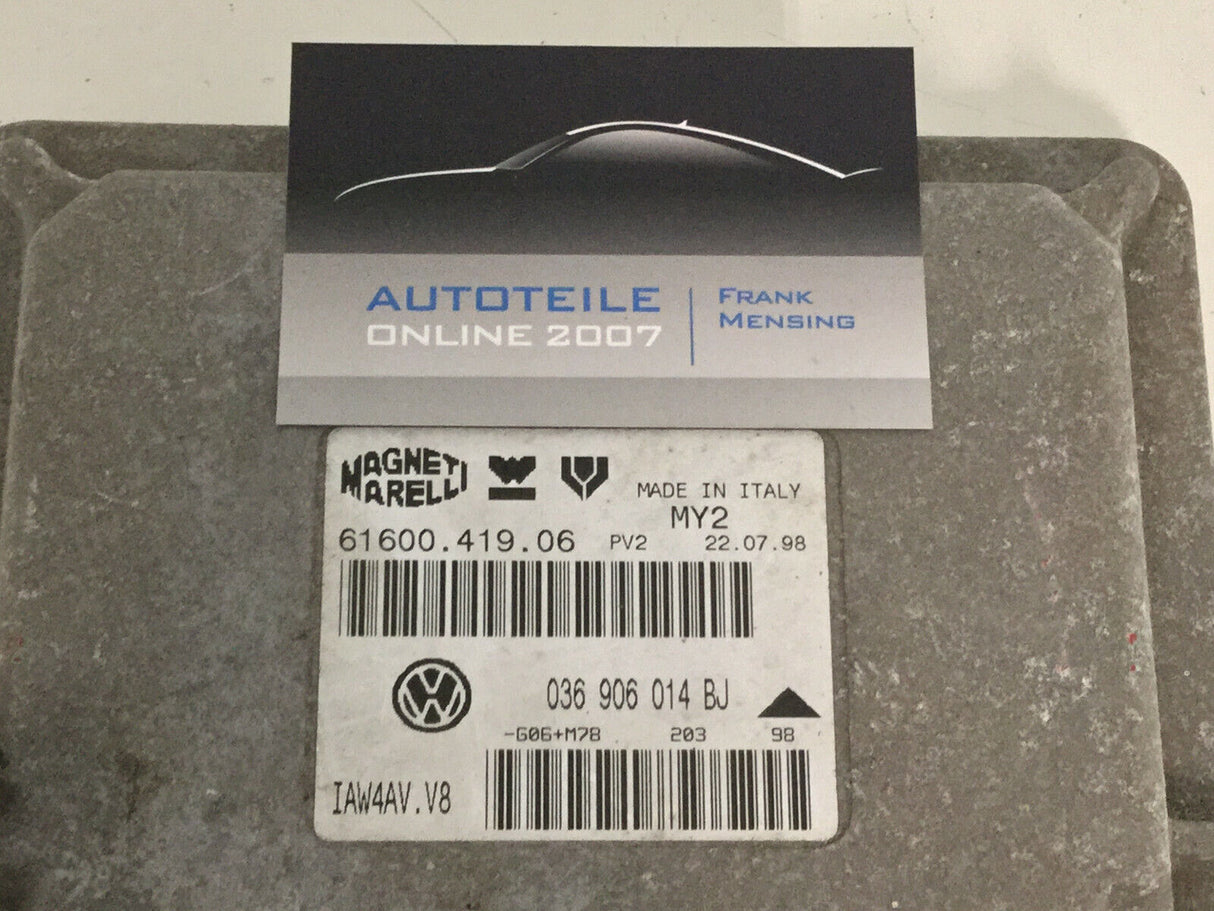 AUTOTEILE
ONLINE 2007
FRANK
MENSING
MAGNETI
MARELLI
MADE IN ITALY
MY2
61600.419.06 PV2 22.07.98
036 906 014 BJ
-G06+M78 203 98
IAW4AV.V8